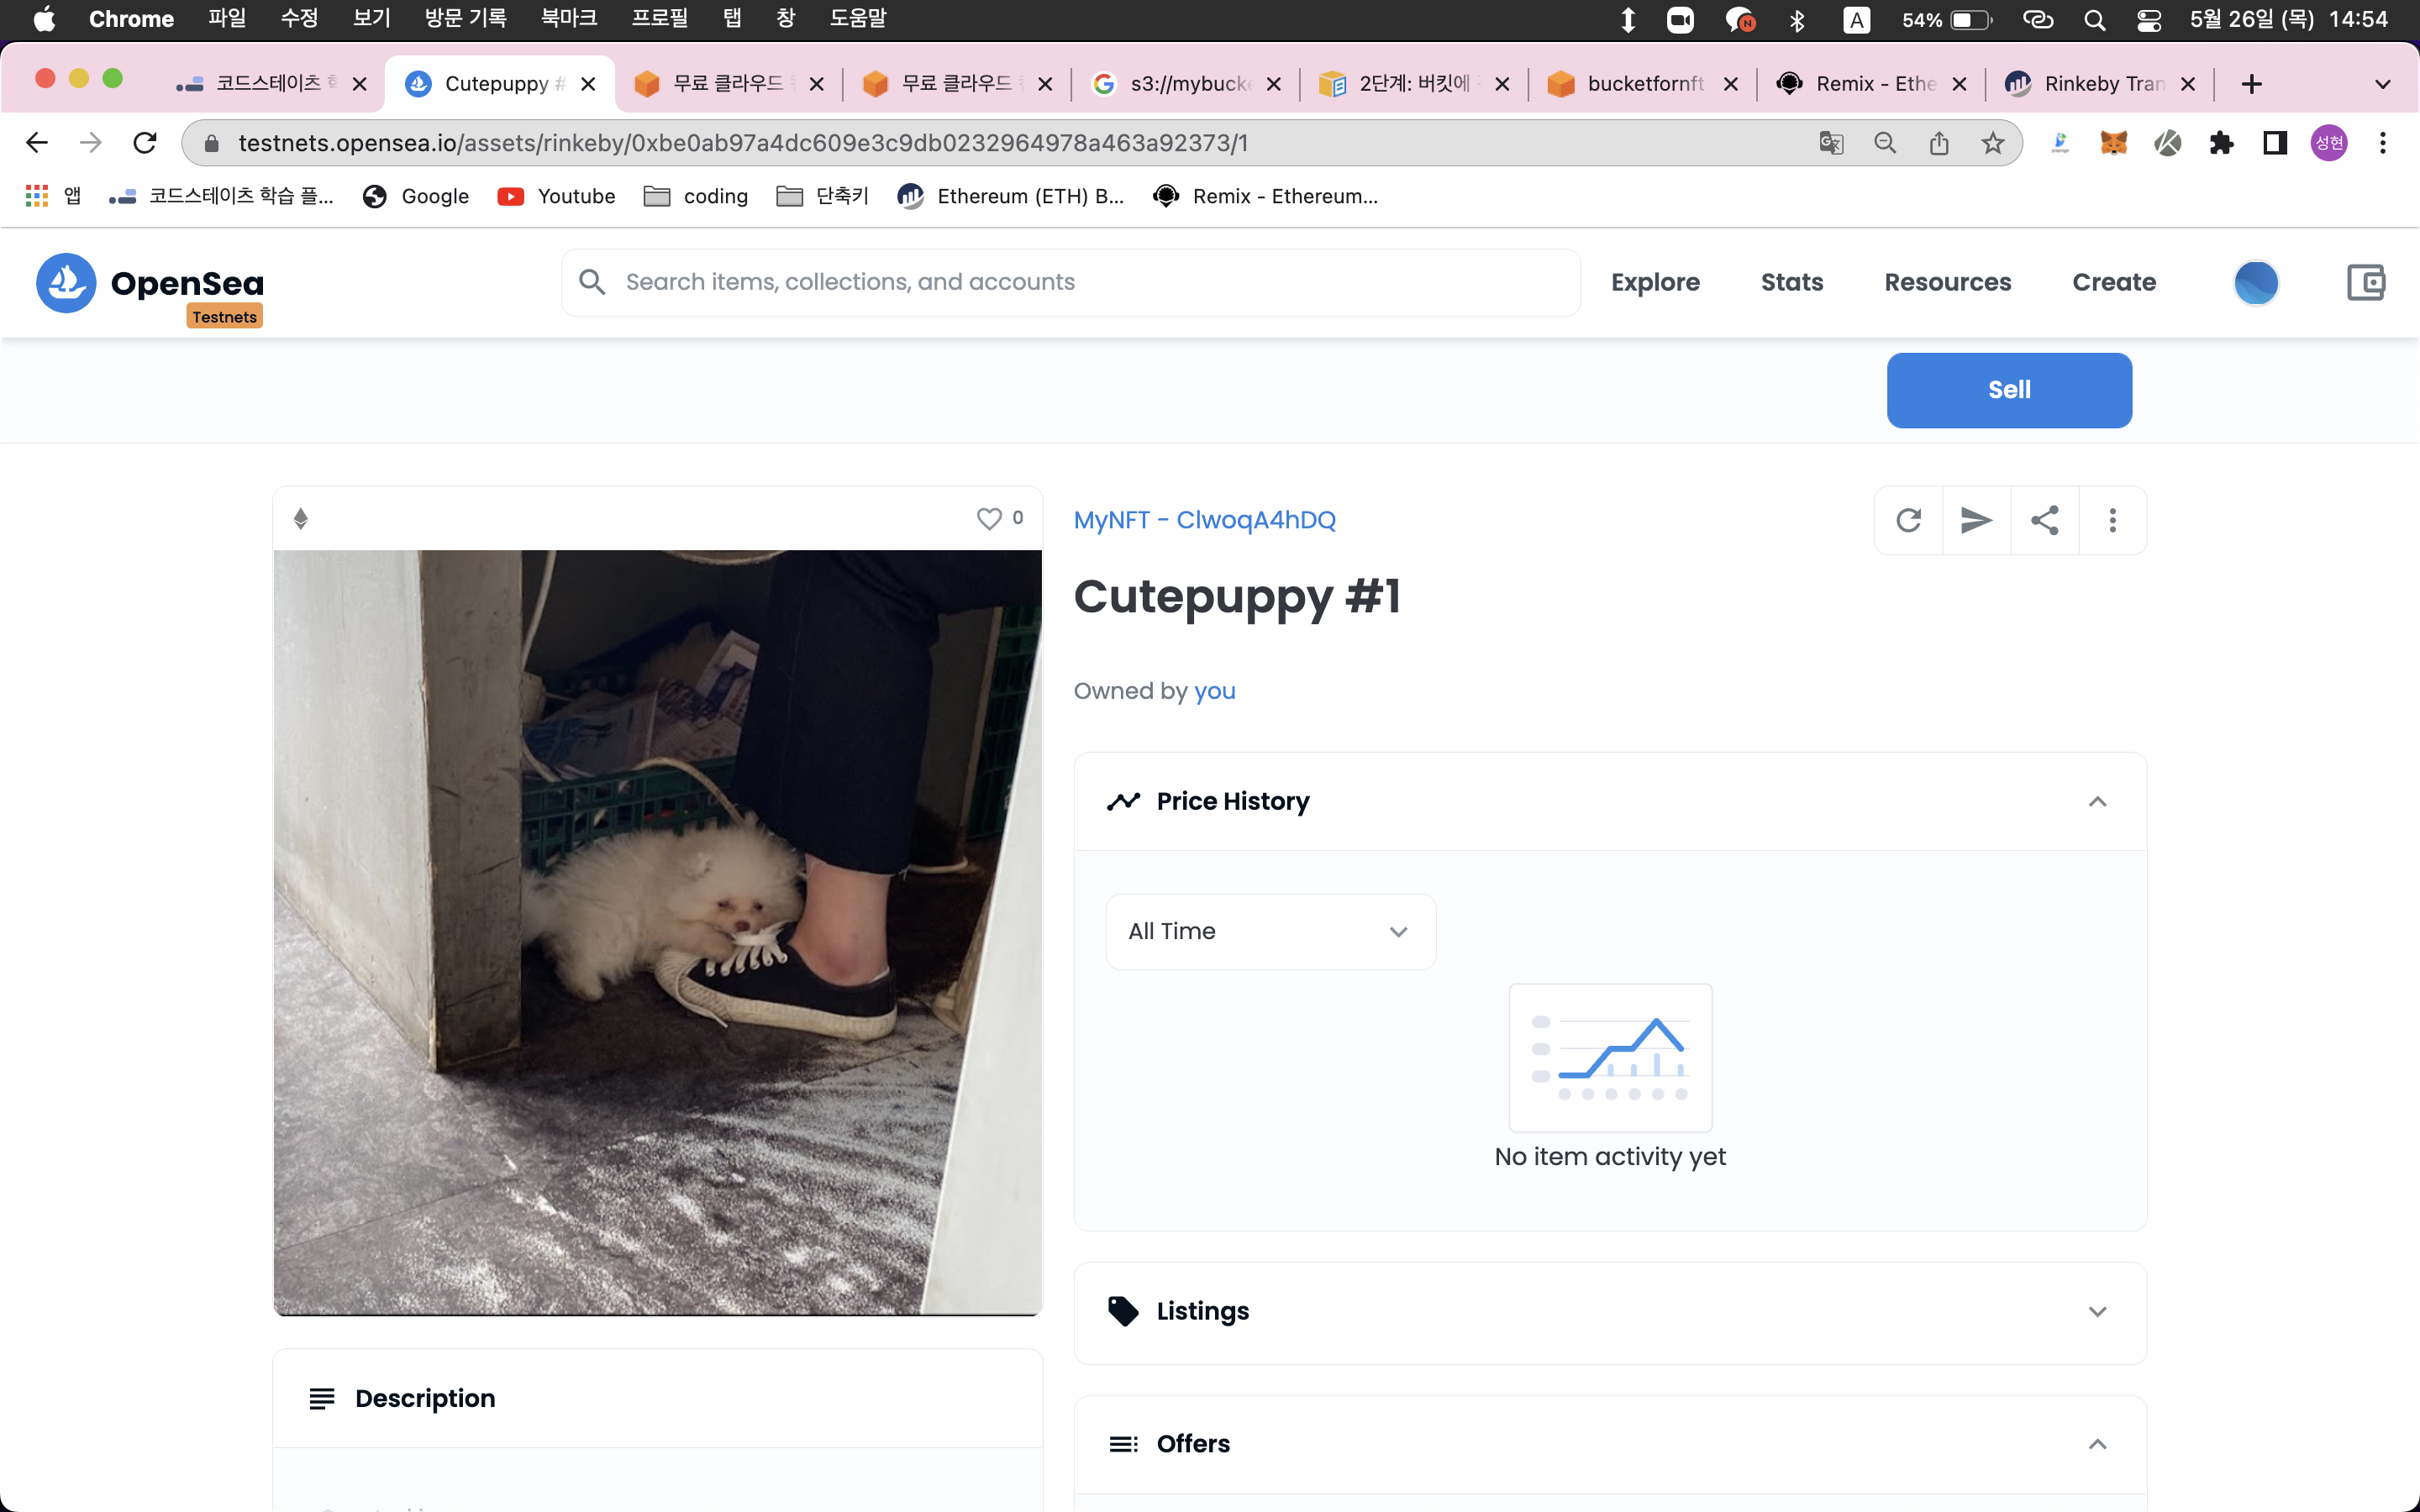 Chrome 파일 수정 보기 방문 기록 북마크 프로필 탭 창 도움말 A 54% 5월 26일 (목) 14:54
코드스테이츠 Cutepuppy # 무료 클라우드 무료 클라우드 s3://mybuck 2단계: 버킷에 bucketfornft Remix - Ethe Rinkeby Tran
testnets.opensea.io/assets/rinkeby/0xbe0ab97a4dc609e3c9db0232964978a463a92373/1 성현
앱 코드스테이츠 학습 플... Google Youtube coding 단축키 Ethereum (ETH) B... Remix - Ethereum...
OpenSea Search items, collections, and accounts Explore Stats Resources Create
Testnets
Sell
0
MyNFT - ClwoqA4hDQ
Cutepuppy #1
Owned by you
Price History
All Time
No item activity yet
Listings
Description
Offers